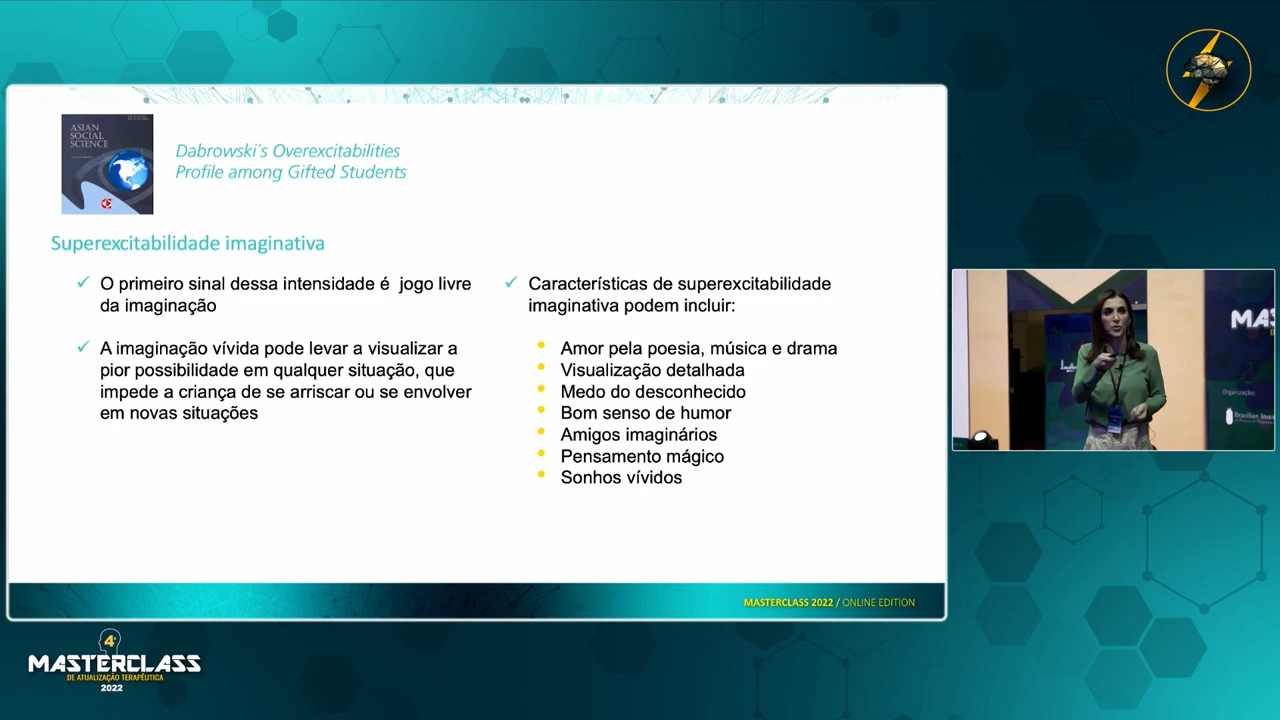 ASIAN
SOCIAL
SCIENCE
Dabrowski´s Overexcitabilities
Profile among Gifted Students
Superexcitabilidade imaginativa
✓ O primeiro sinal dessa intensidade é jogo livre
da imaginação
✓ A imaginação vívida pode levar a visualizar a
pior possibilidade em qualquer situação, que
impede a criança de se arriscar ou se envolver
em novas situações
✓ Características de superexcitabilidade
imaginativa podem incluir:
• Amor pela poesia, música e drama
• Visualização detalhada
• Medo do desconhecido
• Bom senso de humor
• Amigos imaginários
• Pensamento mágico
• Sonhos vívidos
MASTERCLASS 2022 / ONLINE EDITION
MAS
Organização:
Brazilian
4ª
MASTERCLASS
DE ATUALIZAÇÃO TERAPÊUTICA
2022